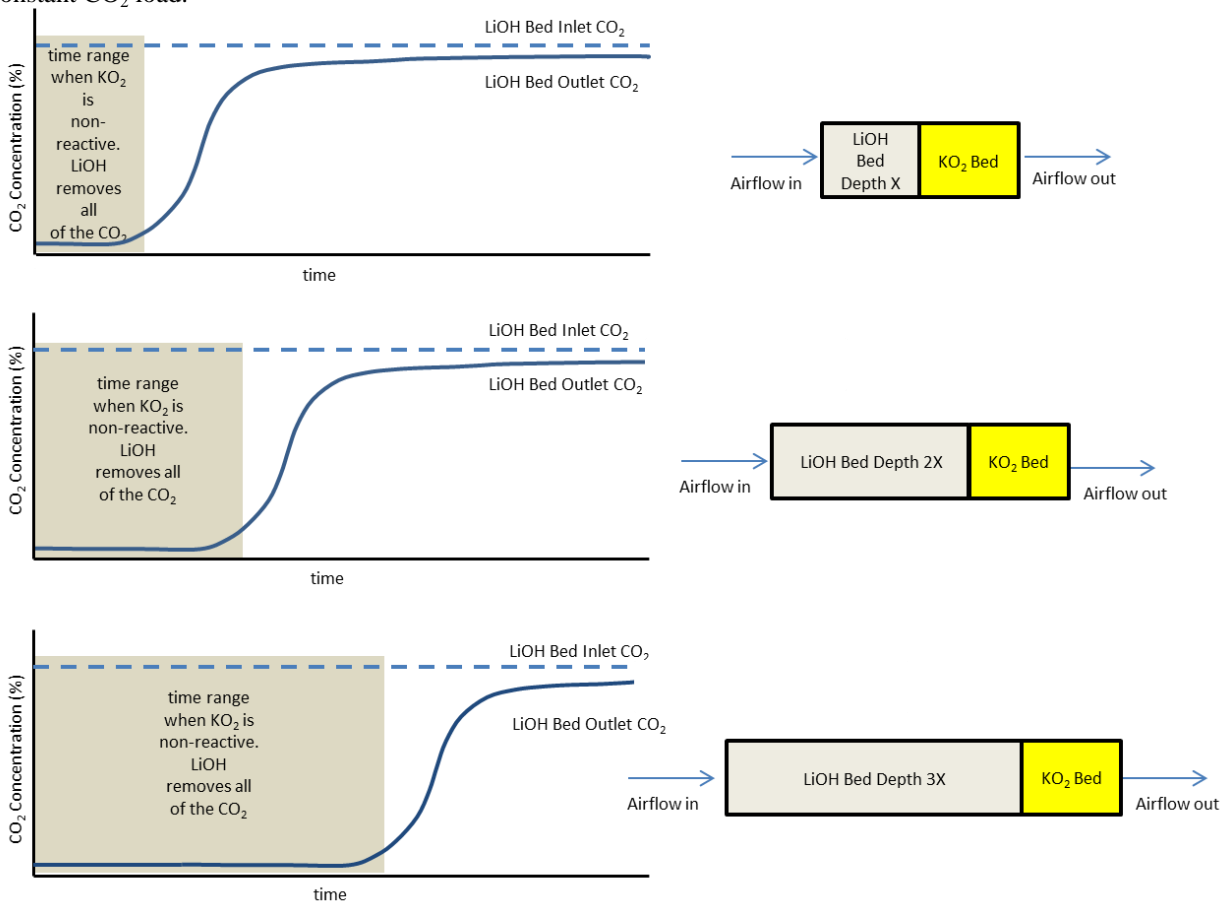 constant CO₂ load.
LiOH Bed Inlet CO₂
time range
when KO₂
is
non-
reactive.
LiOH
removes
all
of the CO₂
LiOH Bed Outlet CO₂
CO₂ Concentration (%)
time
Airflow in
LiOH
Bed
Depth X
KO₂ Bed
Airflow out
LiOH Bed Inlet CO₂
time range
when KO₂ is
non-reactive.
LiOH
removes all
of the CO₂
LiOH Bed Outlet CO₂
CO₂ Concentration (%)
time
Airflow in
LiOH Bed Depth 2X
KO₂ Bed
Airflow out
LiOH Bed Inlet CO₂
time range
when KO₂ is
non-reactive.
LiOH
removes all
of the CO₂
LiOH Bed Outlet CO₂
CO₂ Concentration (%)
time
Airflow in
LiOH Bed Depth 3X
KO₂ Bed
Airflow out